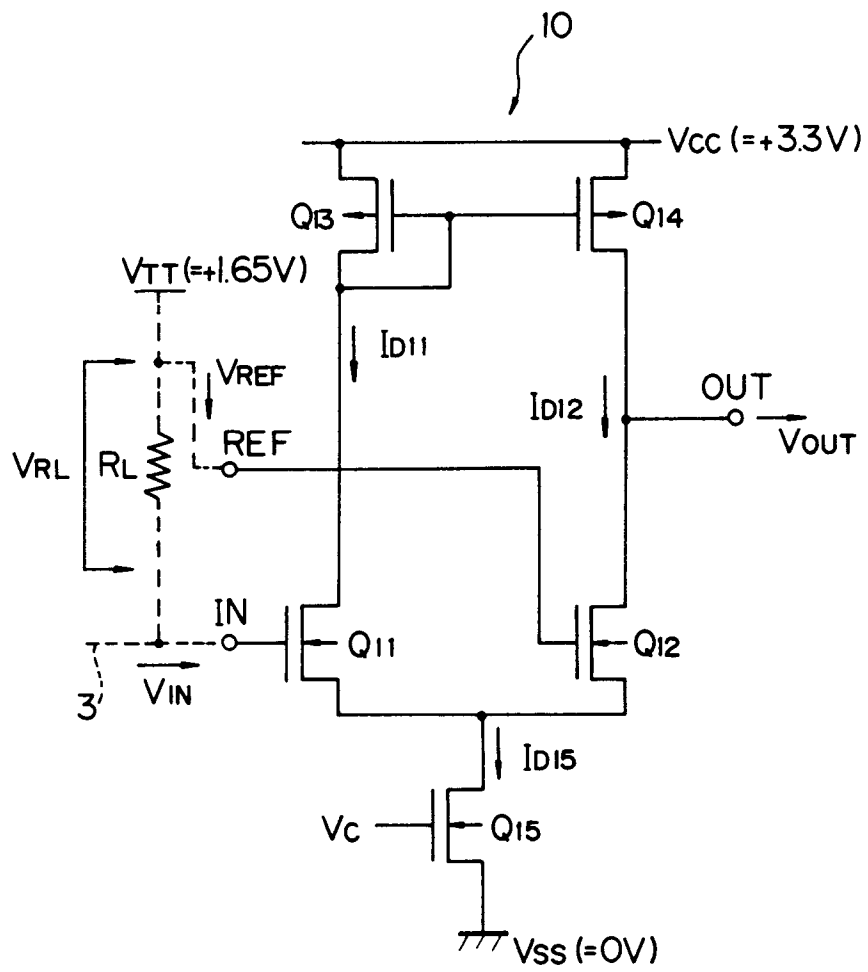 10
VCC (=+3.3V)
Q13
Q14
VTT (=+1.65V)
ID11
VREF
ID12
OUT
VOUT
VRL
RL
REF
IN
Q11
Q12
3
VIN
ID15
VC
Q15
VSS (=0V)